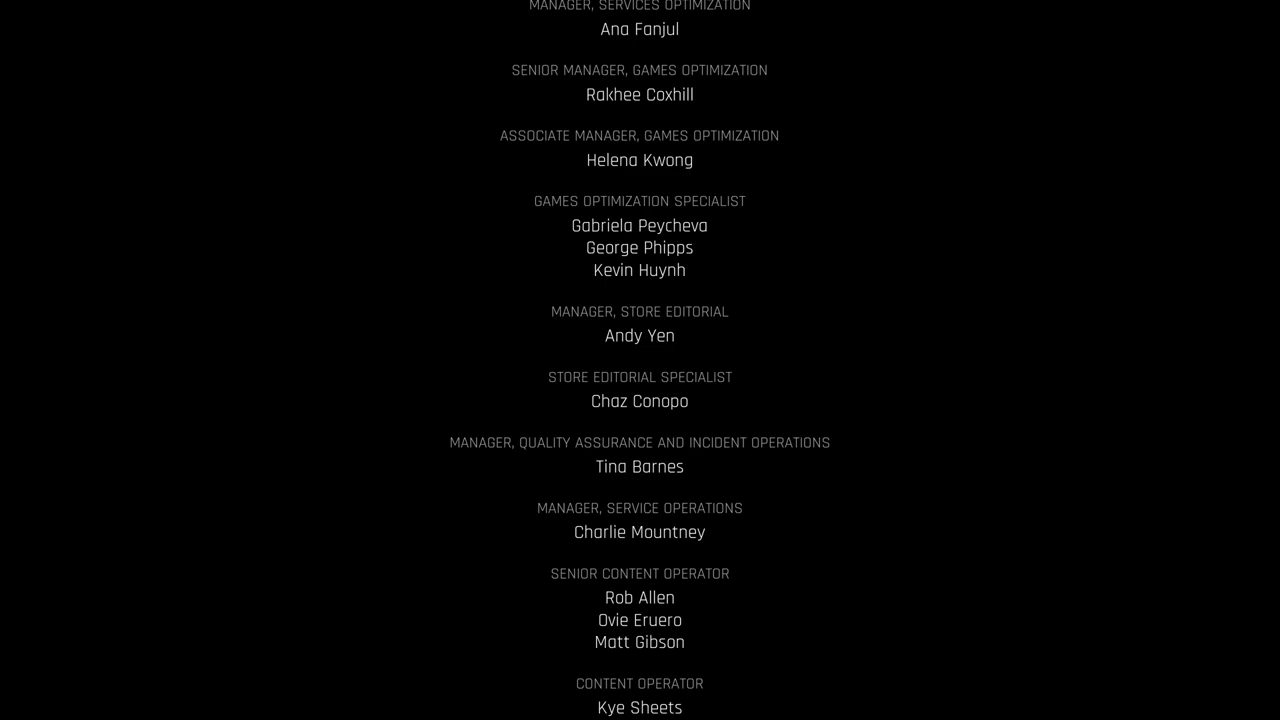 MANAGER, SERVICES OPTIMIZATION
Ana Fanjul
SENIOR MANAGER, GAMES OPTIMIZATION
Rakhee Coxhill
ASSOCIATE MANAGER, GAMES OPTIMIZATION
Helena Kwong
GAMES OPTIMIZATION SPECIALIST
Gabriela Peycheva
George Phipps
Kevin Huynh
MANAGER, STORE EDITORIAL
Andy Yen
STORE EDITORIAL SPECIALIST
Chaz Conopo
MANAGER, QUALITY ASSURANCE AND INCIDENT OPERATIONS
Tina Barnes
MANAGER, SERVICE OPERATIONS
Charlie Mountney
SENIOR CONTENT OPERATOR
Rob Allen
Ovie Eruero
Matt Gibson
CONTENT OPERATOR
Kye Sheets